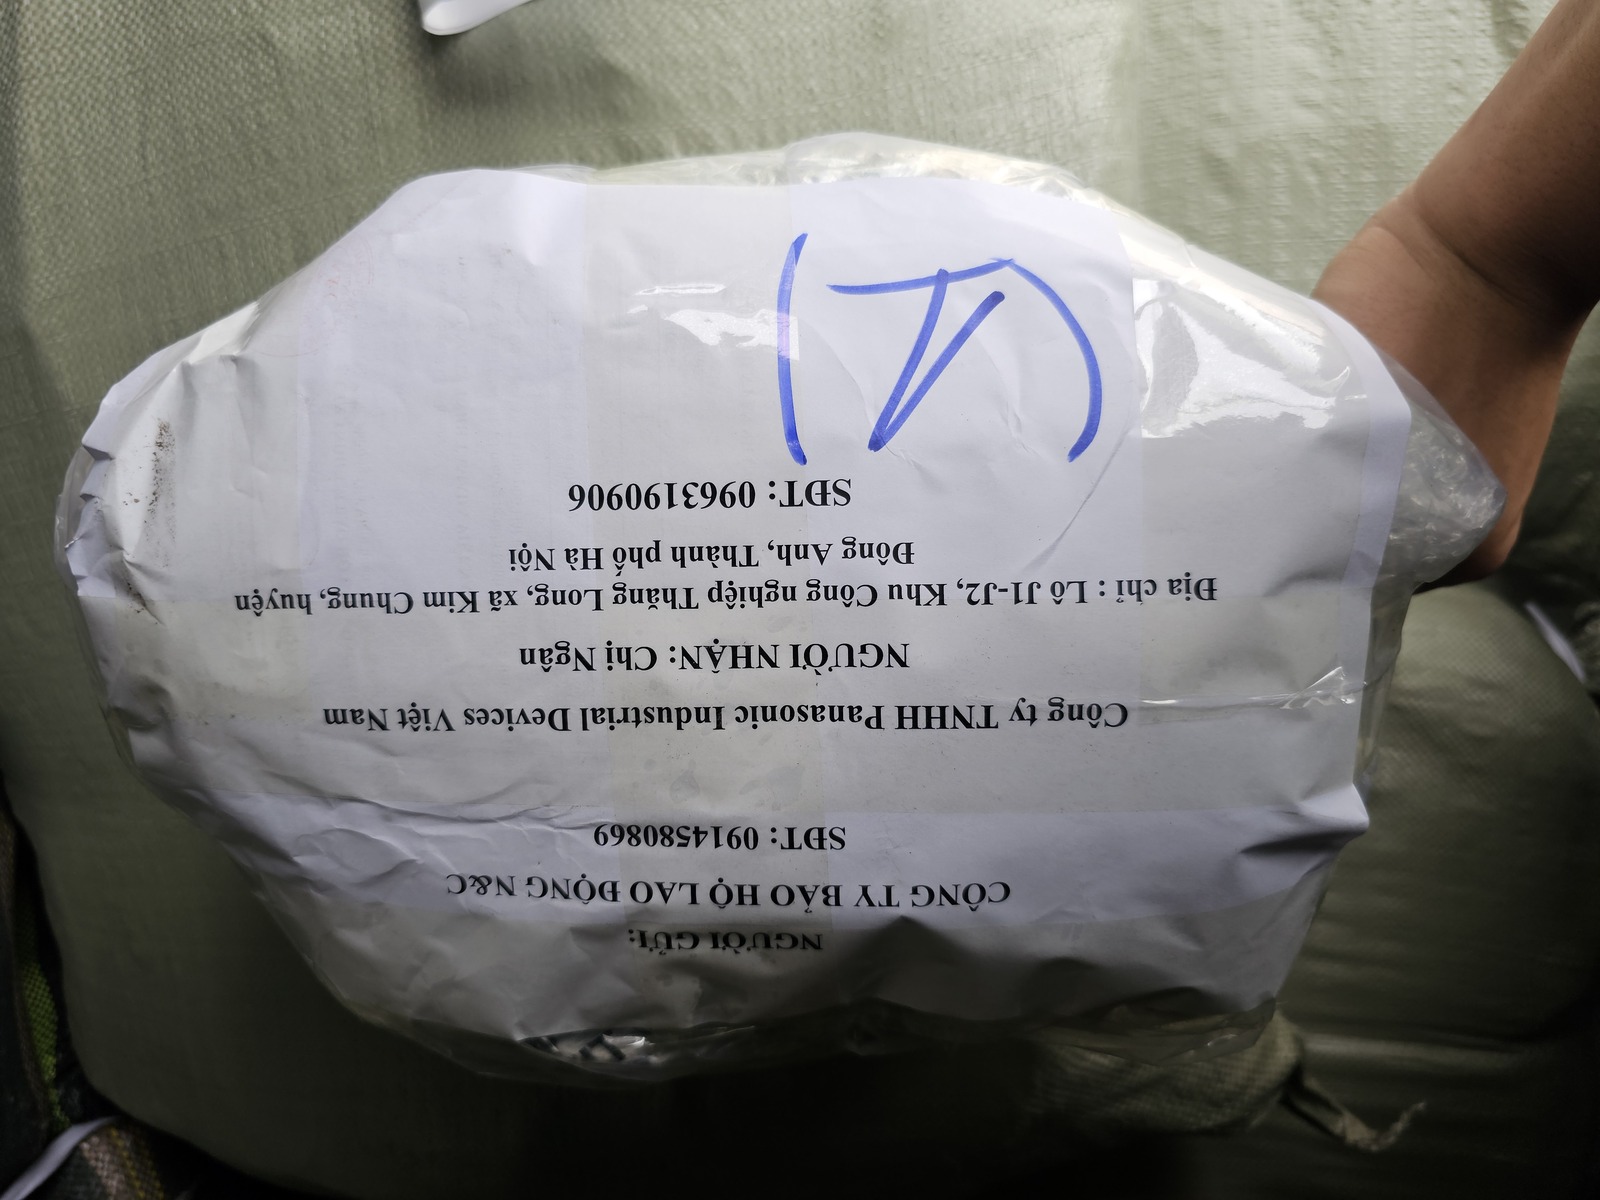 NGƯỜI GỬI:
CÔNG TY BẢO HỘ LAO ĐỘNG N&C
SĐT: 0914580869
Công ty TNHH Panasonic Industrial Devices Việt Nam
NGƯỜI NHẬN: Chị Ngân
Địa chỉ : Lô J1-J2, Khu Công nghiệp Thăng Long, xã Kim Chung, huyện
Đông Anh, Thành phố Hà Nội
SĐT: 0963190906